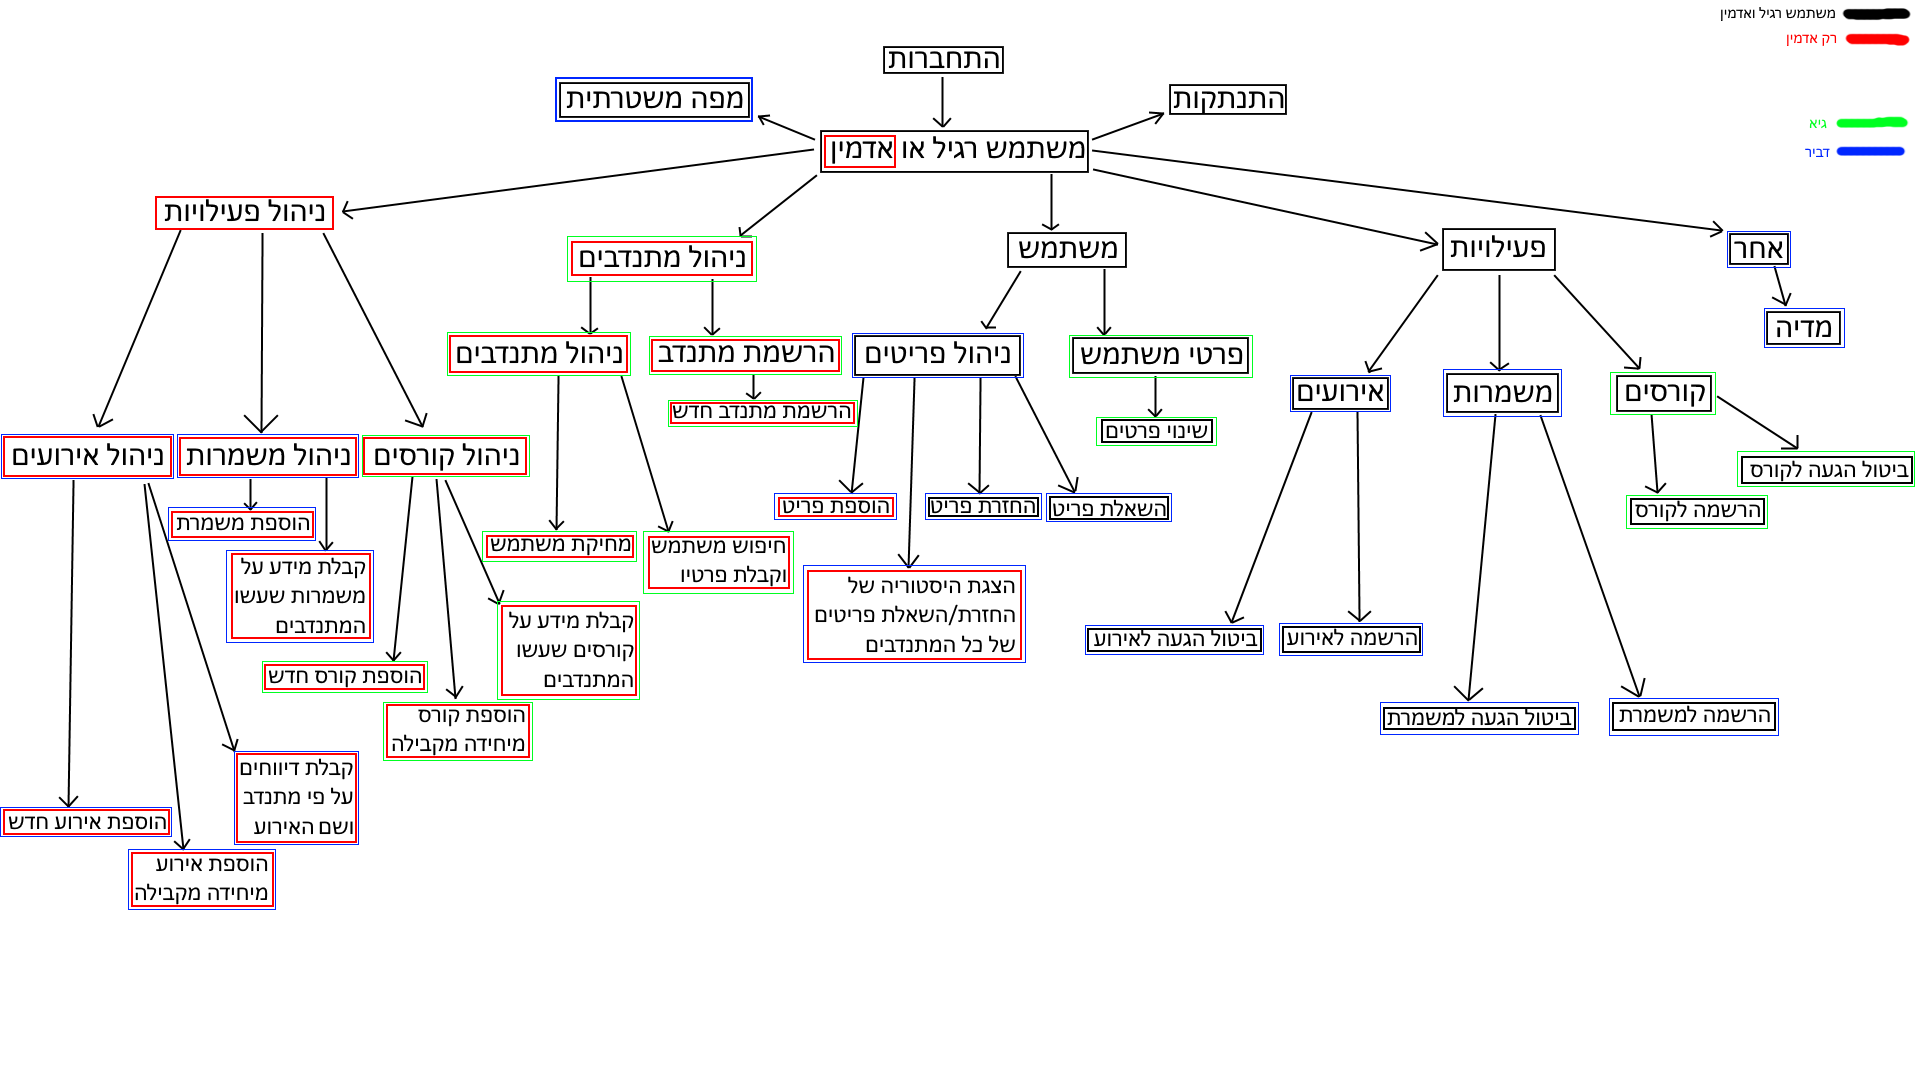 משתמש רגיל ואדמין
רק אדמין
גיא
דביר
התחברות
התנתקות
מפה משטרתית
משתמש רגיל או אדמין
אחר
פעילויות
משתמש
ניהול מתנדבים
ניהול פעילויות
מדיה
קורסים
משמרות
אירועים
פרטי משתמש
ניהול פריטים
הרשמת מתנדב
ניהול מתנדבים
שינוי פרטים
הרשמת מתנדב חדש
ניהול קורסים
ניהול משמרות
ניהול אירועים
ביטול הגעה לקורס
הרשמה לקורס
השאלת פריט
החזרת פריט
הוספת פריט
הוספת משמרת
חיפוש משתמש
וקבלת פרטיו
מחיקת משתמש
קבלת מידע על
משמרות שעשו
המתנדבים
הצגת היסטוריה של
החזרת/השאלת פריטים
של כל המתנדבים
הרשמה לאירוע
ביטול הגעה לאירוע
קבלת מידע על
קורסים שעשו
המתנדבים
הוספת קורס חדש
הרשמה למשמרת
ביטול הגעה למשמרת
הוספת קורס
מיחידה מקבילה
קבלת דיווחים
על פי מתנדב
ושם האירוע
הוספת אירוע חדש
הוספת אירוע
מיחידה מקבילה